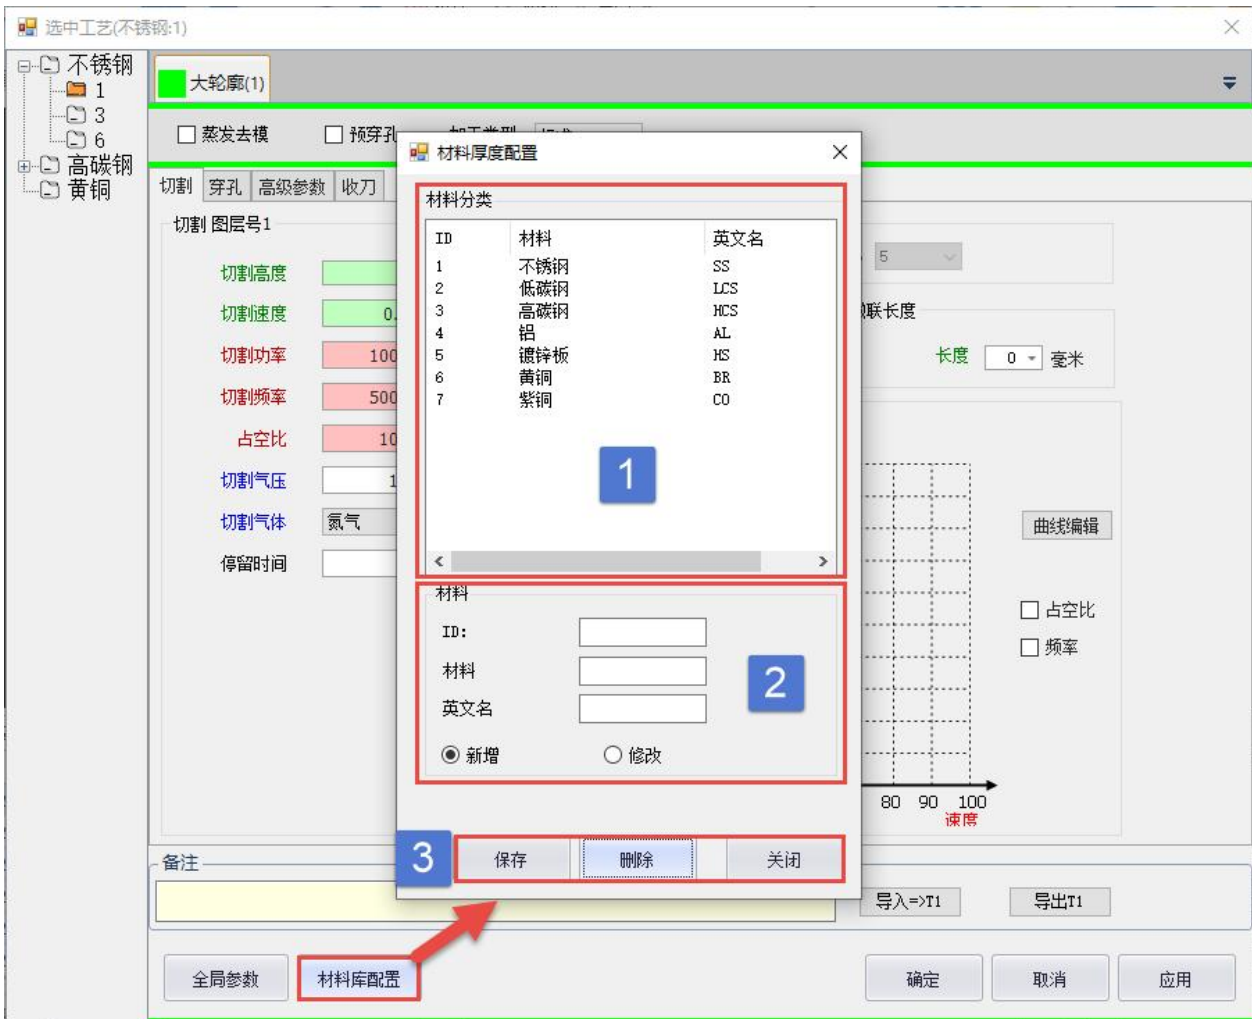 选中工艺(不锈钢:1)
不锈钢
1
3
6
高碳钢
黄铜
大轮廓(1)
蒸发去模
预穿孔
切割
穿孔
高级参数
收刀
切割 图层号1
切割高度
切割速度
0.
切割功率
100
切割频率
500
占空比
10
切割气压
1
切割气体
氮气
停留时间
材料厚度配置
材料分类
ID 材料 英文名
1 不锈钢 SS
2 低碳钢 LCS
3 高碳钢 HCS
4 铝 AL
5 镀锌板 HS
6 黄铜 BR
7 紫铜 CO
1
材料
ID:
材料
英文名
2
新增
修改
3
保存
删除
关闭
5
联长度
长度
0
毫米
曲线编辑
占空比
频率
80 90 100
速度
备注
导入=>T1
导出T1
全局参数
材料库配置
确定
取消
应用